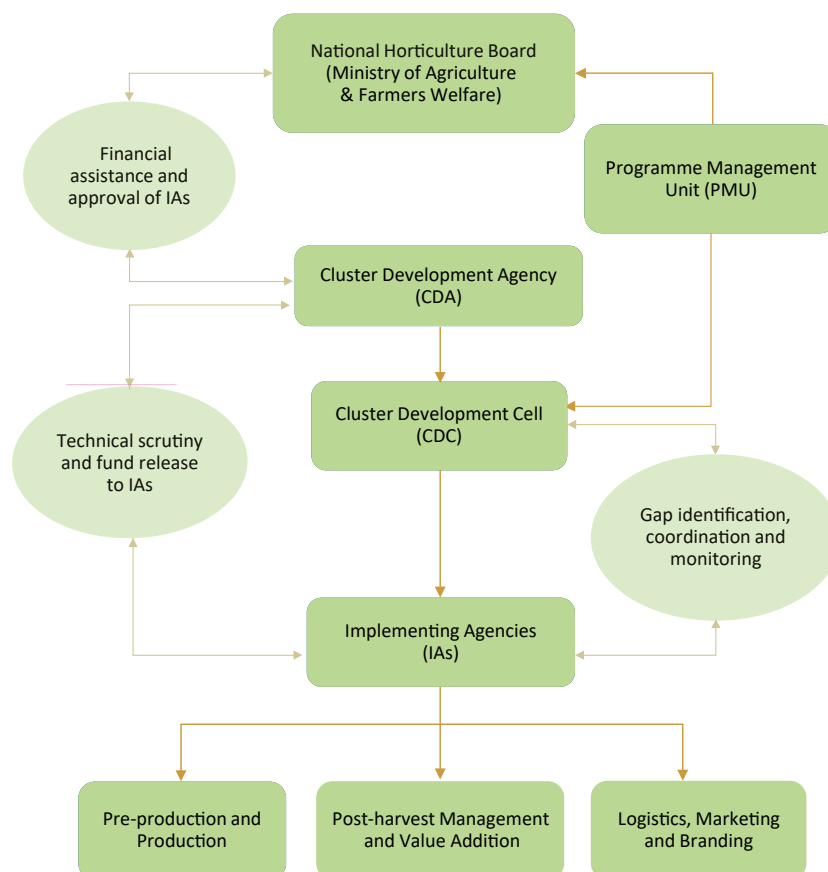 National Horticulture Board
(Ministry of Agriculture
& Farmers Welfare)
Financial
assistance and
approval of IAs
Programme Management
Unit (PMU)
Cluster Development Agency
(CDA)
Cluster Development Cell
(CDC)
Technical scrutiny
and fund release
to IAs
Gap identification,
coordination and
monitoring
Implementing Agencies
(IAs)
Pre-production and
Production
Post-harvest Management
and Value Addition
Logistics, Marketing
and Branding